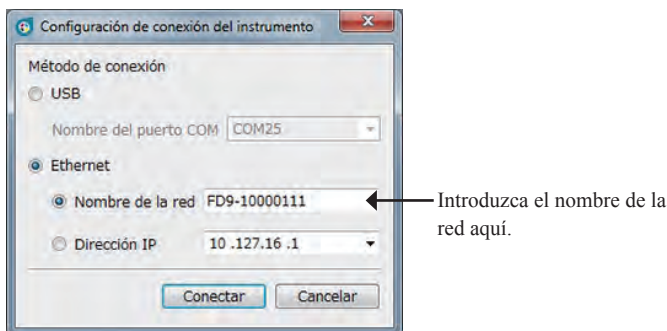 Configuración de conexión del instrumento
Método de conexión
USB
Nombre del puerto COM COM25
Ethernet
Nombre de la red FD9-10000111
Introduzca el nombre de la
red aquí.
Dirección IP 10 .127.16 .1
Conectar Cancelar